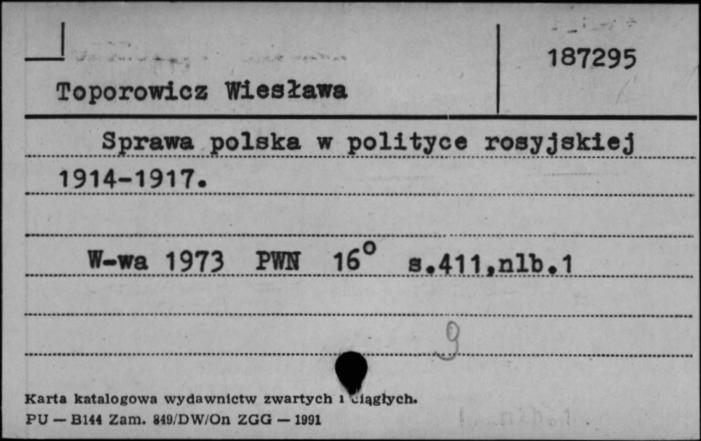 187295
Toporowicz Wiesława
Sprawa polska w polityce rosyjskiej
1914-1917.
W-wa 1973 PWN 16° s.411,nlb.1
9
Karta katalogowa wydawnictw zwartych i ciągłych.
PU — B144 Zam. 849/DW/On ZGG — 1991